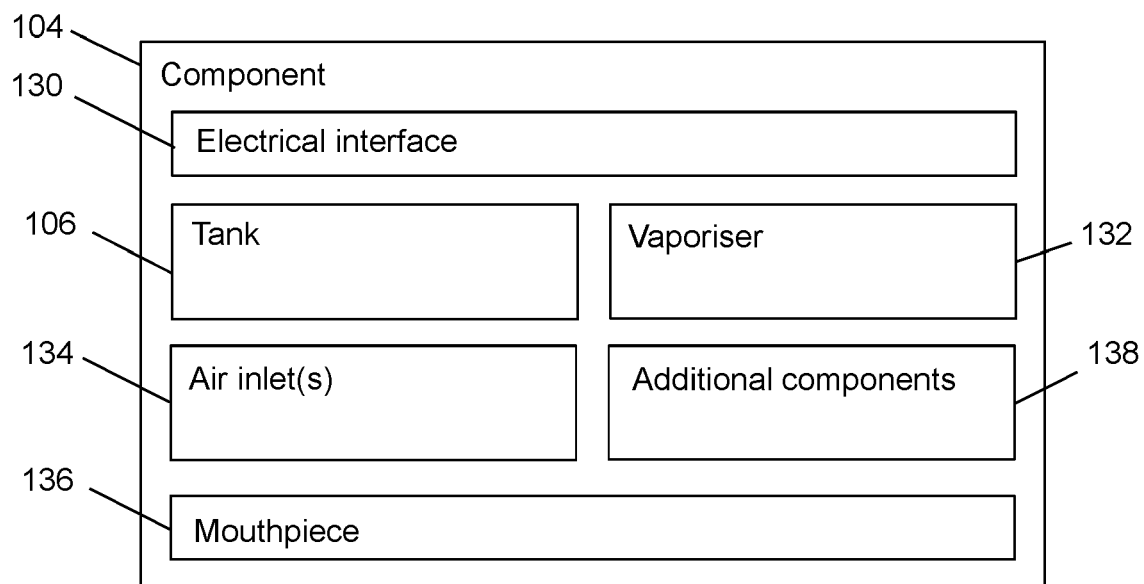 104
Component
130
Electrical interface
106
Tank
Vaporiser
132
134
Air inlet(s)
Additional components
138
136
Mouthpiece